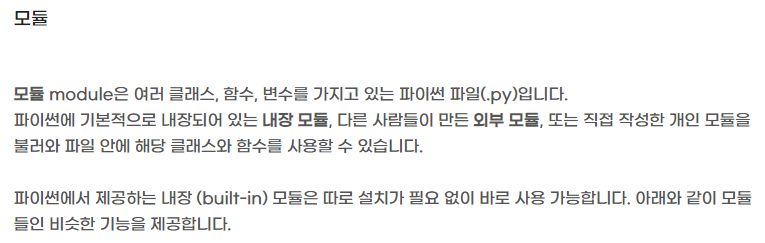 모듈
모듈 module은 여러 클래스, 함수, 변수를 가지고 있는 파이썬 파일(.py)입니다.
파이썬에 기본적으로 내장되어 있는 내장 모듈, 다른 사람들이 만든 외부 모듈, 또는 직접 작성한 개인 모듈을
불러와 파일 안에 해당 클래스와 함수를 사용할 수 있습니다.
파이썬에서 제공하는 내장 (built-in) 모듈은 따로 설치가 필요 없이 바로 사용 가능합니다. 아래와 같이 모듈
들인 비슷한 기능을 제공합니다.